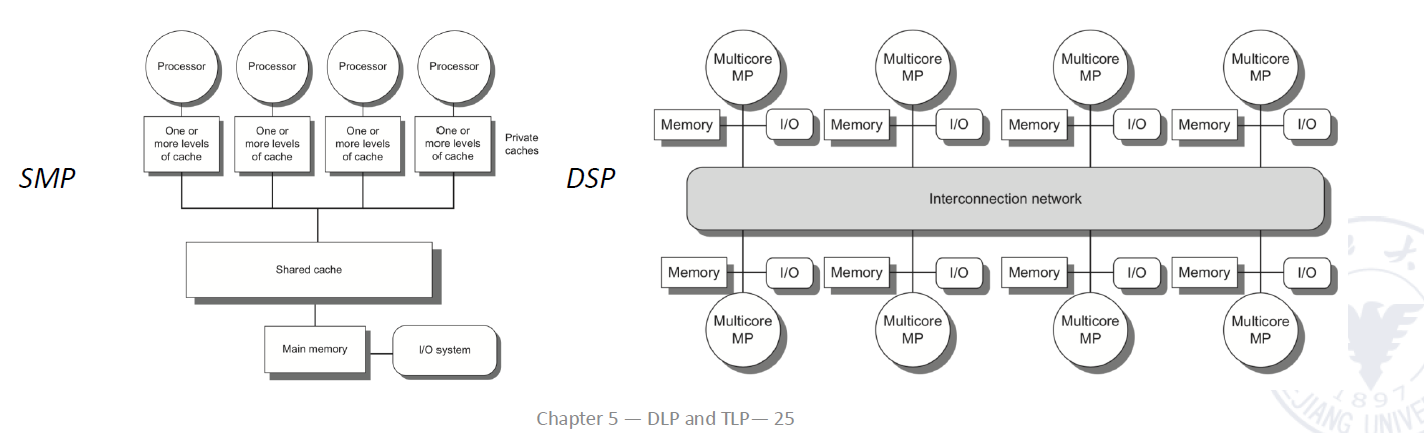 SMP
Processor
Processor
Processor
Processor
One or
more levels
of cache
One or
more levels
of cache
One or
more levels
of cache
One or
more levels
of cache
Private
caches
Shared cache
Main memory
I/O system
DSP
Multicore
MP
Multicore
MP
Multicore
MP
Multicore
MP
Memory
I/O
Memory
I/O
Memory
I/O
Memory
I/O
Interconnection network
Memory
I/O
Memory
I/O
Memory
I/O
Memory
I/O
Multicore
MP
Multicore
MP
Multicore
MP
Multicore
MP
Chapter 5 — DLP and TLP— 25
1897
JIANG UNIVE